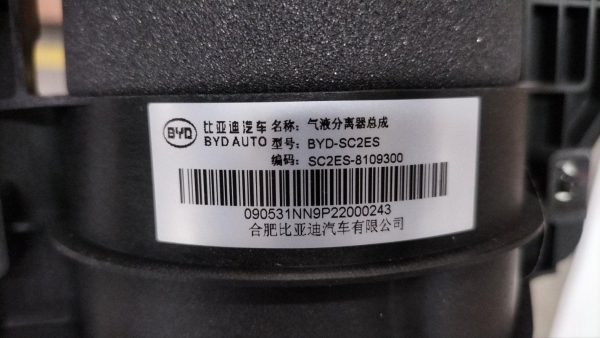 BYD 比亚迪汽车 名称: 气液分离器总成
BYD AUTO 型号: BYD-SC2ES
编码: SC2ES-8109300
090531NN9P22000243
合肥比亚迪汽车有限公司